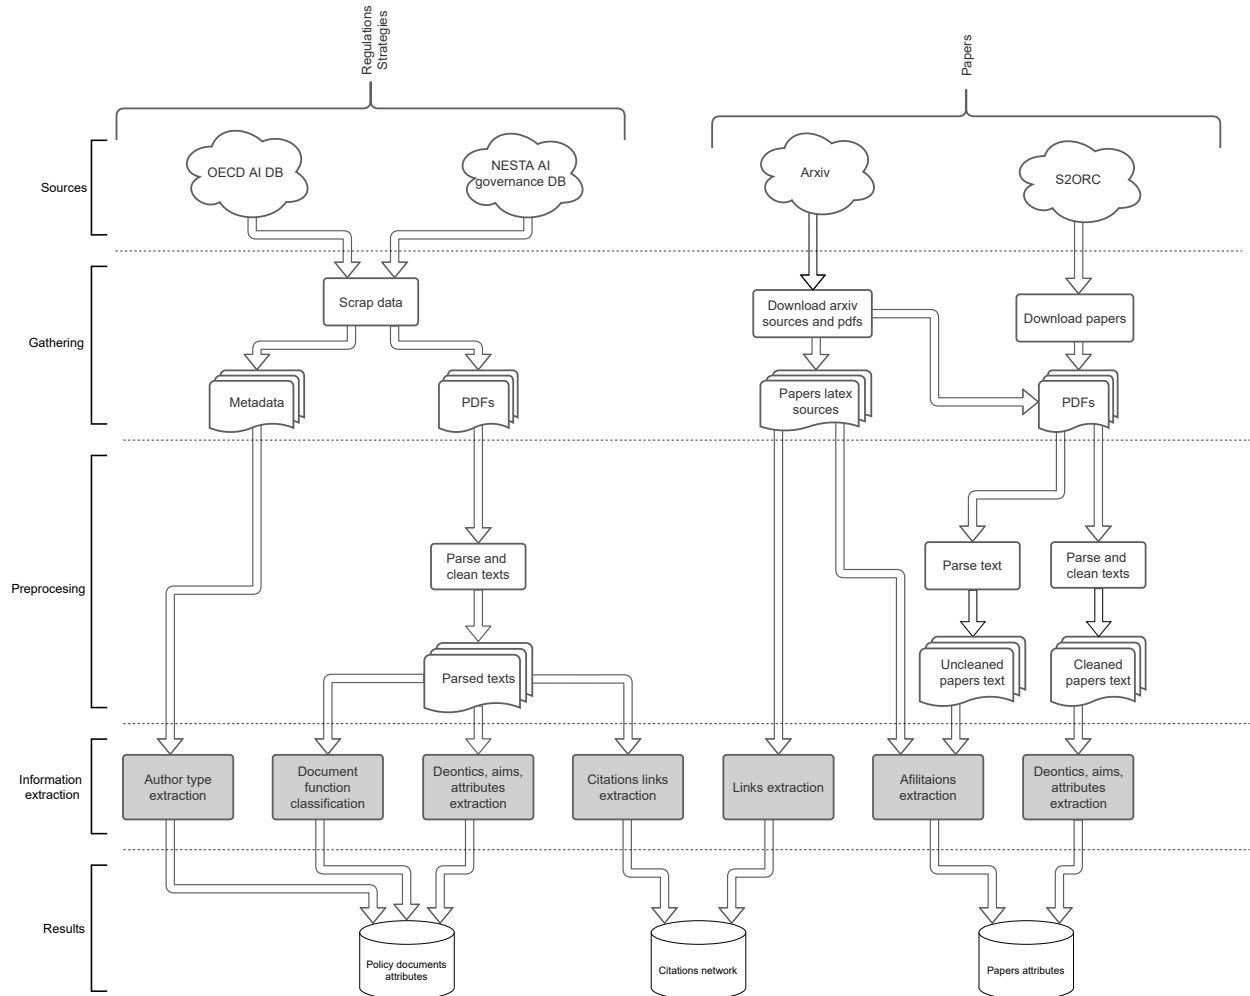 Regulations
Strategies
Papers
Sources
OECD AI DB
NESTA AI
governance DB
Arxiv
S2ORC
Gathering
Scrap data
Download arxiv
sources and pdfs
Download papers
Metadata
PDFs
Papers latex
sources
PDFs
Preprocesing
Parse and
clean texts
Parse text
Parse and
clean texts
Parsed texts
Uncleaned
papers text
Cleaned
papers text
Information
extraction
Author type
extraction
Document
function
classification
Deontics, aims,
attributes
extraction
Citations links
extraction
Links extraction
Afilitaions
extraction
Deontics, aims,
attributes
extraction
Results
Policy documents
attributes
Citations network
Papers attributes